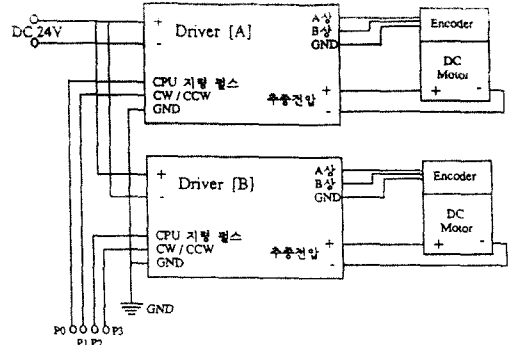 DC 24V
+
-
Driver [A]
A상
B상
GND
CPU 지령 펄스
CW / CCW
GND
추종전압
+
-
Encoder
DC
Motor
+ -
+
-
Driver [B]
A상
B상
GND
CPU 지령 펄스
CW / CCW
GND
추종전압
+
-
Encoder
DC
Motor
+ -
GND
P0 P1 P2 P3